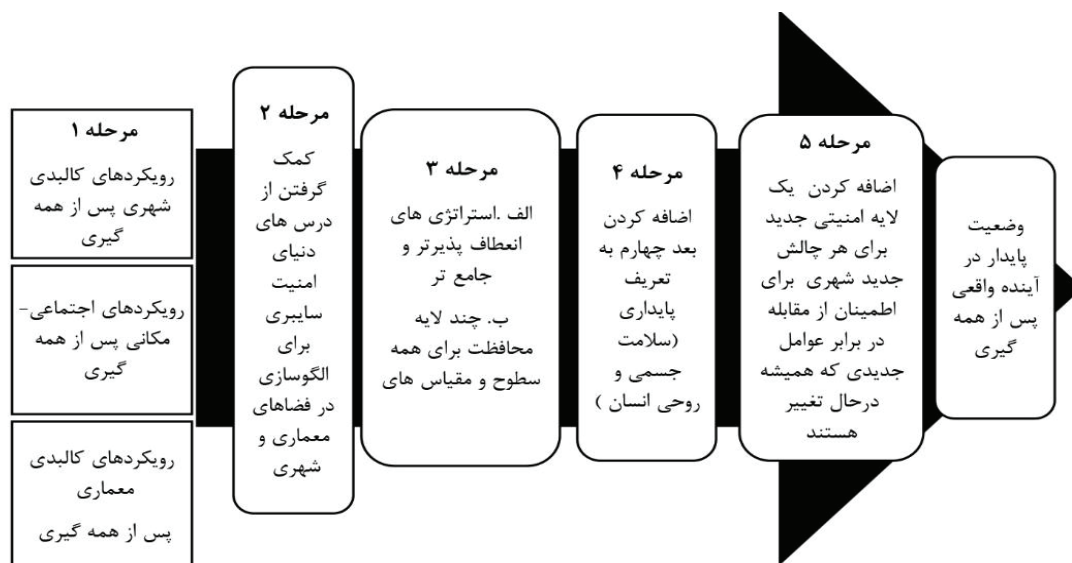 مرحله ۱
رویکردهای کالبدی
شهری پس از همه
گیری
رویکردهای اجتماعی-
مکانی پس از همه
گیری
رویکردهای کالبدی
معماری
پس از همه گیری
مرحله ۲
کمک
گرفتن از
درس های
دنیای
امنیت
سایبری
برای
الگوسازی
در فضاهای
معماری و
شهری
مرحله ۳
الف .استراتژی های
انعطاف پذیرتر و
جامع تر
ب. چند لایه
محافظت برای همه
سطوح و مقیاس های
مرحله ۴
اضافه کردن
بعد چهارم به
تعریف
پایداری
(سلامت
جسمی و
روحی انسان )
مرحله ۵
اضافه کردن یک
لایه امنیتی جدید
برای هر چالش
جدید شهری برای
اطمینان از مقابله
در برابر عوامل
جدیدی که همیشه
درحال تغییر
هستند
وضعیت
پایدار در
آینده واقعی
پس از همه
گیری